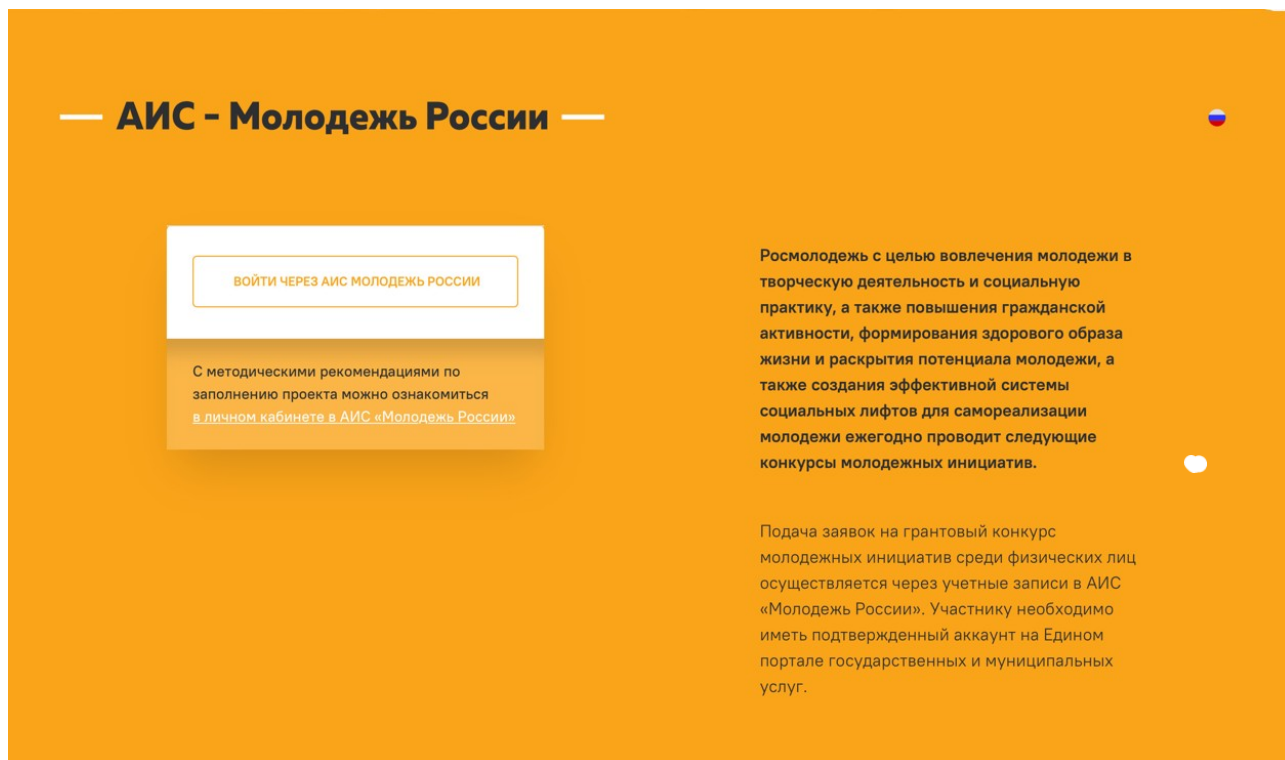 — АИС - Молодежь России —
ВОЙТИ ЧЕРЕЗ АИС МОЛОДЕЖЬ РОССИИ
С методическими рекомендациями по
заполнению проекта можно ознакомиться
в личном кабинете в АИС «Молодежь России»
Росмолодежь с целью вовлечения молодежи в
творческую деятельность и социальную
практику, а также повышения гражданской
активности, формирования здорового образа
жизни и раскрытия потенциала молодежи, а
также создания эффективной системы
социальных лифтов для самореализации
молодежи ежегодно проводит следующие
конкурсы молодежных инициатив.
Подача заявок на грантовый конкурс
молодежных инициатив среди физических лиц
осуществляется через учетные записи в АИС
«Молодежь России». Участнику необходимо
иметь подтвержденный аккаунт на Едином
портале государственных и муниципальных
услуг.